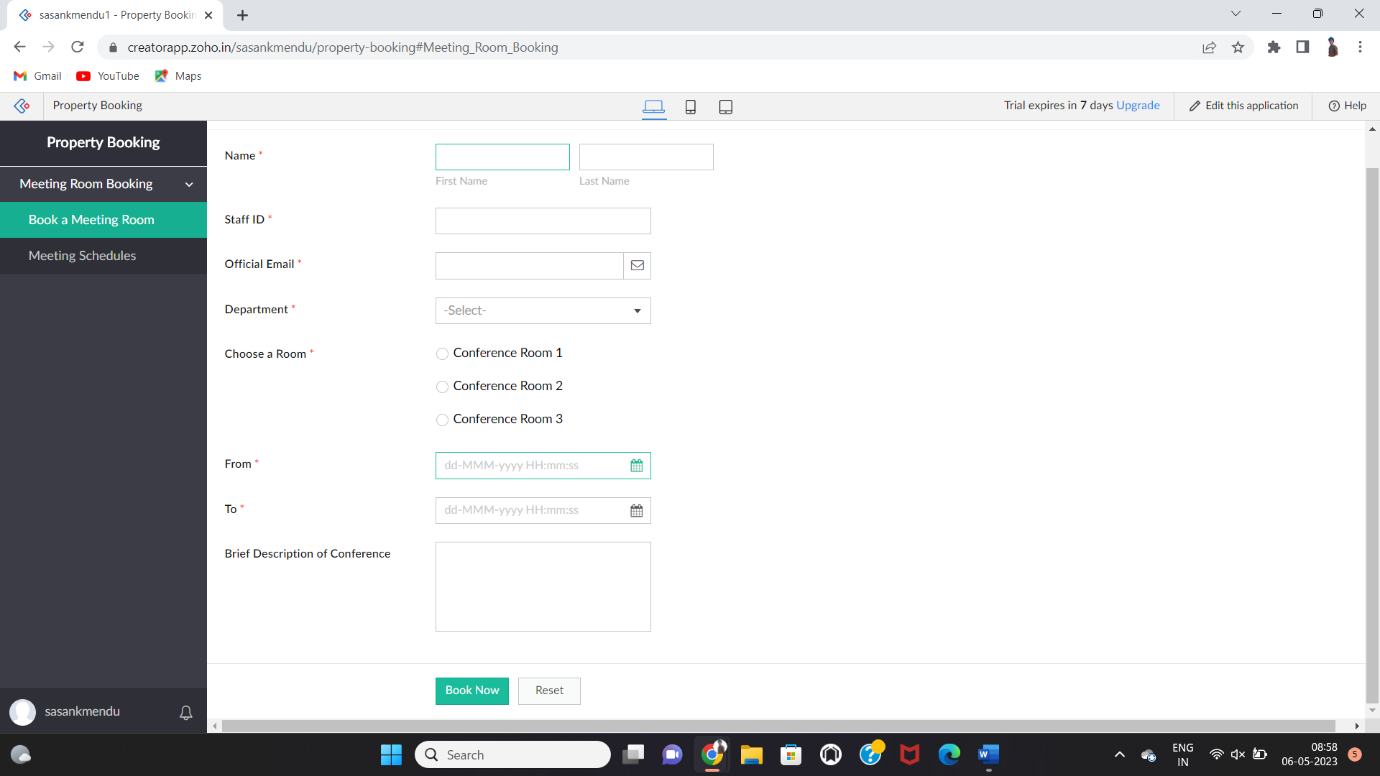 sasankmendu1 - Property Bookin
creatorapp.zoho.in/sasankmendu/property-booking#Meeting_Room_Booking
Gmail YouTube Maps
Property Booking Trial expires in 7 days Upgrade Edit this application Help
Property Booking
Meeting Room Booking
Book a Meeting Room
Meeting Schedules
sasankmendu
Name *
First Name Last Name
Staff ID *
Official Email *
Department * -Select-
Choose a Room * Conference Room 1
Conference Room 2
Conference Room 3
From * dd-MMM-yyyy HH:mm:ss
To * dd-MMM-yyyy HH:mm:ss
Brief Description of Conference
Book Now Reset
Search
ENG
IN
08:58
06-05-2023
5